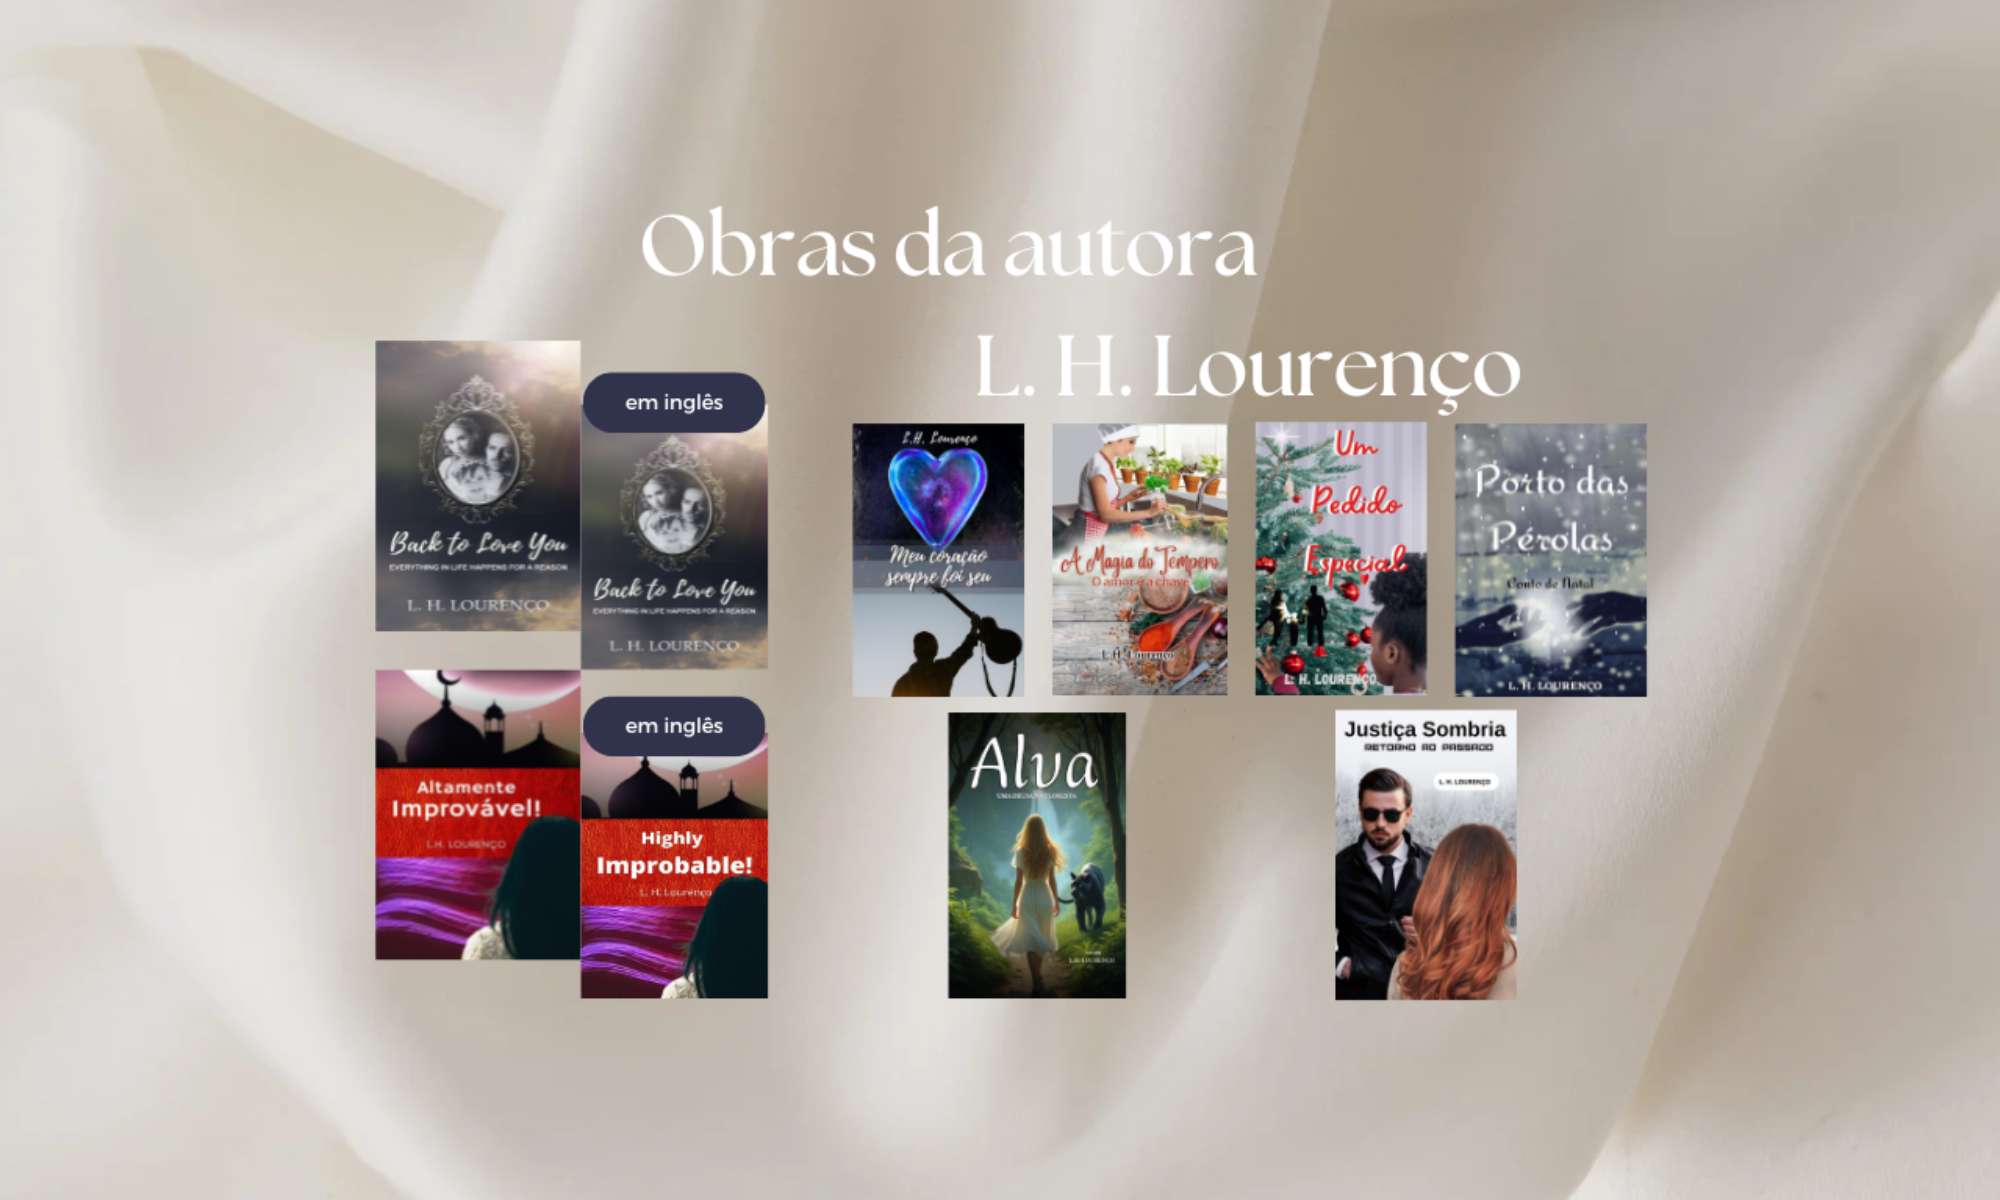 Obras da autora
L. H. Lourenço
Back to Love You
EVERYTHING IN LIFE HAPPENS FOR A REASON
L. H. LOURENÇO
em inglês
Back to Love You
EVERYTHING IN LIFE HAPPENS FOR A REASON
L. H. LOURENÇO
Altamente
Improvável!
L.H. LOURENÇO
em inglês
Highly
Improbable!
L. H. Lourenço
L.H. Lourenço
Meu coração
sempre foi seu
A Magia do Tempero
O amor é a chave
L. H. Lourenço
Um
Pedido
Especial
L. H. LOURENÇO
Porto das
Pérolas
Conto de Natal
L. H. LOURENÇO
Alva
UMA DEUSA
L.H. LOURENÇO
Justiça Sombria
RETORNO AO PASSADO
L. H. LOURENÇO